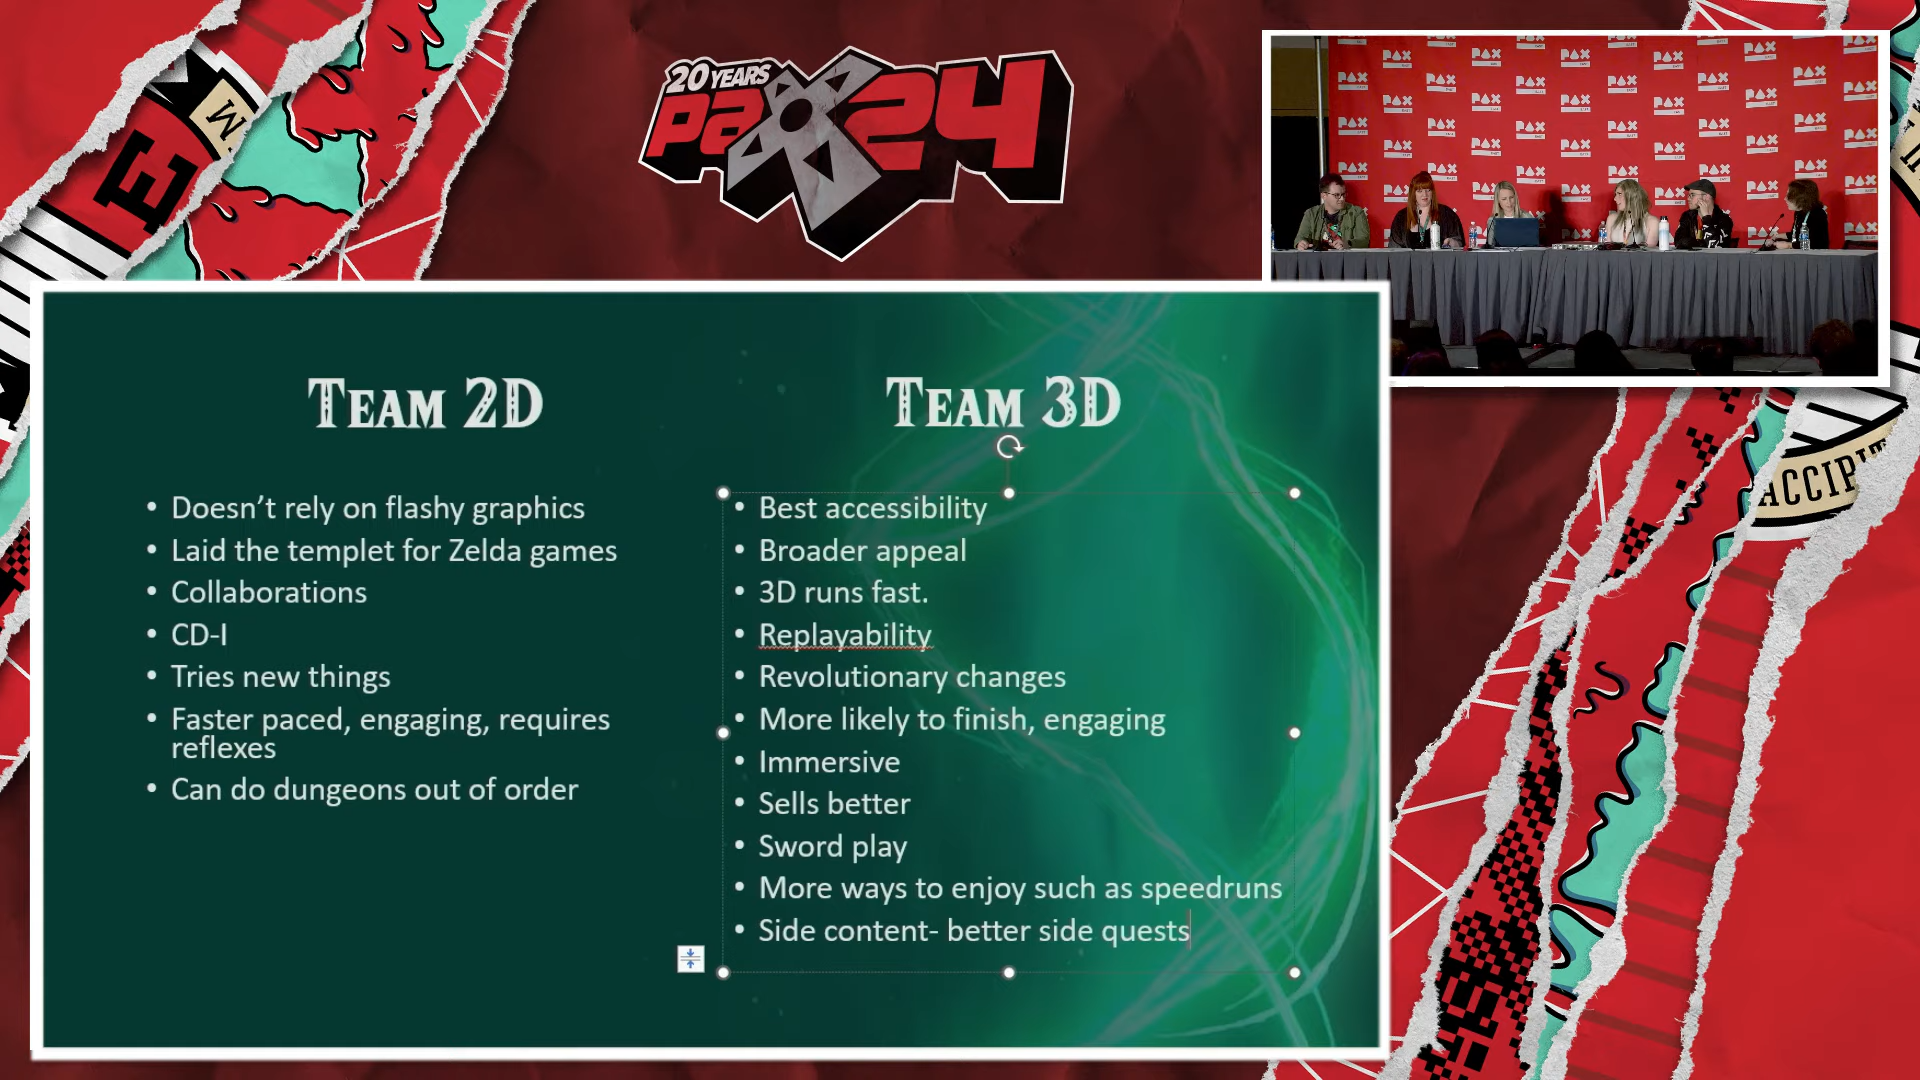 20 YEARS
PAX 24
TEAM 2D
• Doesn’t rely on flashy graphics
• Laid the templet for Zelda games
• Collaborations
• CD-I
• Tries new things
• Faster paced, engaging, requires
reflexes
• Can do dungeons out of order
TEAM 3D
• Best accessibility
• Broader appeal
• 3D runs fast.
• Replayability
• Revolutionary changes
• More likely to finish, engaging
• Immersive
• Sells better
• Sword play
• More ways to enjoy such as speedruns
• Side content- better side quests